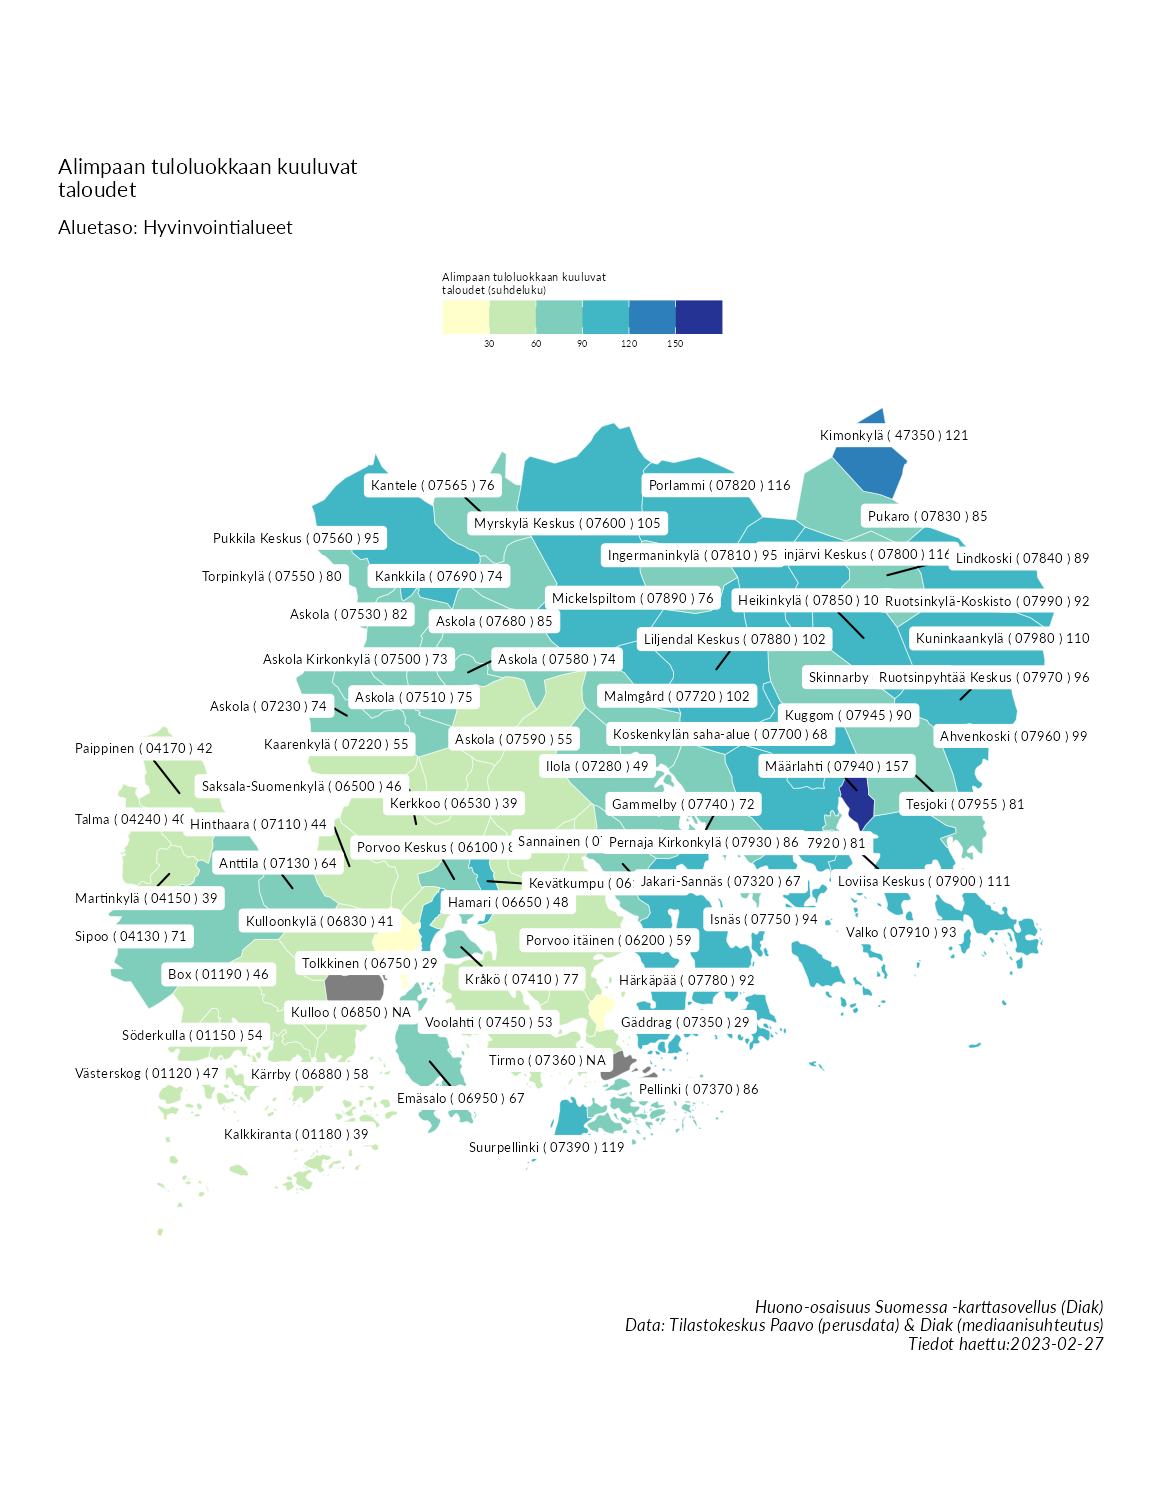 Alimpaan tuloluokkaan kuuluvat
taloudet
Aluetaso: Hyvinvointialueet
Alimpaan tuloluokkaan kuuluvat
taloudet (suhdeluku)
30 60 90 120 150
Kimonkylä ( 47350 ) 121
Kantele ( 07565 ) 76
Porlammi ( 07820 ) 116
Myrskylä Keskus ( 07600 ) 105
Pukaro ( 07830 ) 85
Pukkila Keskus ( 07560 ) 95
Ingermaninkylä ( 07810 ) 95
injärvi Keskus ( 07800 ) 116
Lindkoski ( 07840 ) 89
Torpinkylä ( 07550 ) 80
Kankkila ( 07690 ) 74
Mickelspiltom ( 07890 ) 76
Heikinkylä ( 07850 ) 10
Ruotsinkylä-Koskisto ( 07990 ) 92
Askola ( 07530 ) 82
Askola ( 07680 ) 85
Liljendal Keskus ( 07880 ) 102
Kuninkaankylä ( 07980 ) 110
Askola Kirkonkylä ( 07500 ) 73
Askola ( 07580 ) 74
Skinnarby
Ruotsinpyhtää Keskus ( 07970 ) 96
Askola ( 07510 ) 75
Malmgård ( 07720 ) 102
Askola ( 07230 ) 74
Kuggom ( 07945 ) 90
Paippinen ( 04170 ) 42
Kaarenkylä ( 07220 ) 55
Askola ( 07590 ) 55
Koskenkylän saha-alue ( 07700 ) 68
Ahvenkoski ( 07960 ) 99
Ilola ( 07280 ) 49
Määrlahti ( 07940 ) 157
Saksala-Suomenkylä ( 06500 ) 46
Kerkkoo ( 06530 ) 39
Gammelby ( 07740 ) 72
Tesjoki ( 07955 ) 81
Talma ( 04240 ) 40
Hinthaara ( 07110 ) 44
Porvoo Keskus ( 06100 ) 8
Sannainen ( 07
Pernaja Kirkonkylä ( 07930 ) 86
7920 ) 81
Anttila ( 07130 ) 64
Kevätkumpu ( 06
Jakari-Sannäs ( 07320 ) 67
Loviisa Keskus ( 07900 ) 111
Martinkylä ( 04150 ) 39
Hamari ( 06650 ) 48
Kulloonkylä ( 06830 ) 41
Isnäs ( 07750 ) 94
Valko ( 07910 ) 93
Sipoo ( 04130 ) 71
Porvoo itäinen ( 06200 ) 59
Tolkkinen ( 06750 ) 29
Box ( 01190 ) 46
Kråkö ( 07410 ) 77
Härkäpää ( 07780 ) 92
Kulloo ( 06850 ) NA
Voolahti ( 07450 ) 53
Gäddrag ( 07350 ) 29
Söderkulla ( 01150 ) 54
Tirmo ( 07360 ) NA
Västerskog ( 01120 ) 47
Kärrby ( 06880 ) 58
Pellinki ( 07370 ) 86
Emäsalo ( 06950 ) 67
Kalkkiranta ( 01180 ) 39
Suurpellinki ( 07390 ) 119
Huono-osaisuus Suomessa -karttasovellus (Diak)
Data: Tilastokeskus Paavo (perusdata) & Diak (mediaanisuhteutus)
Tiedot haettu:2023-02-27